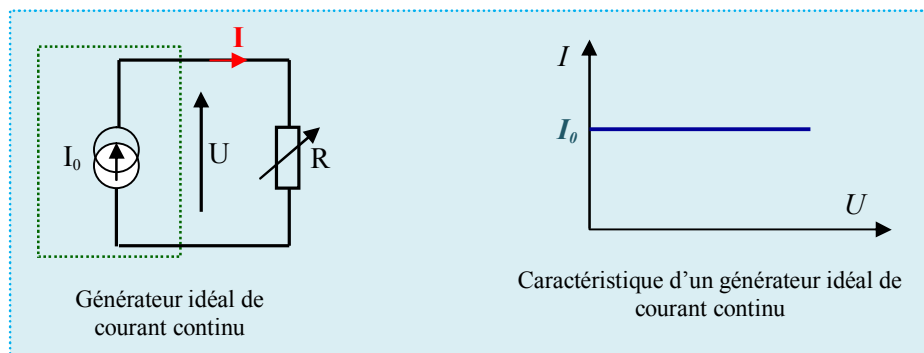 I
I₀
U
R
Générateur idéal de
courant continu
I
I₀
U
Caractéristique d’un générateur idéal de
courant continu